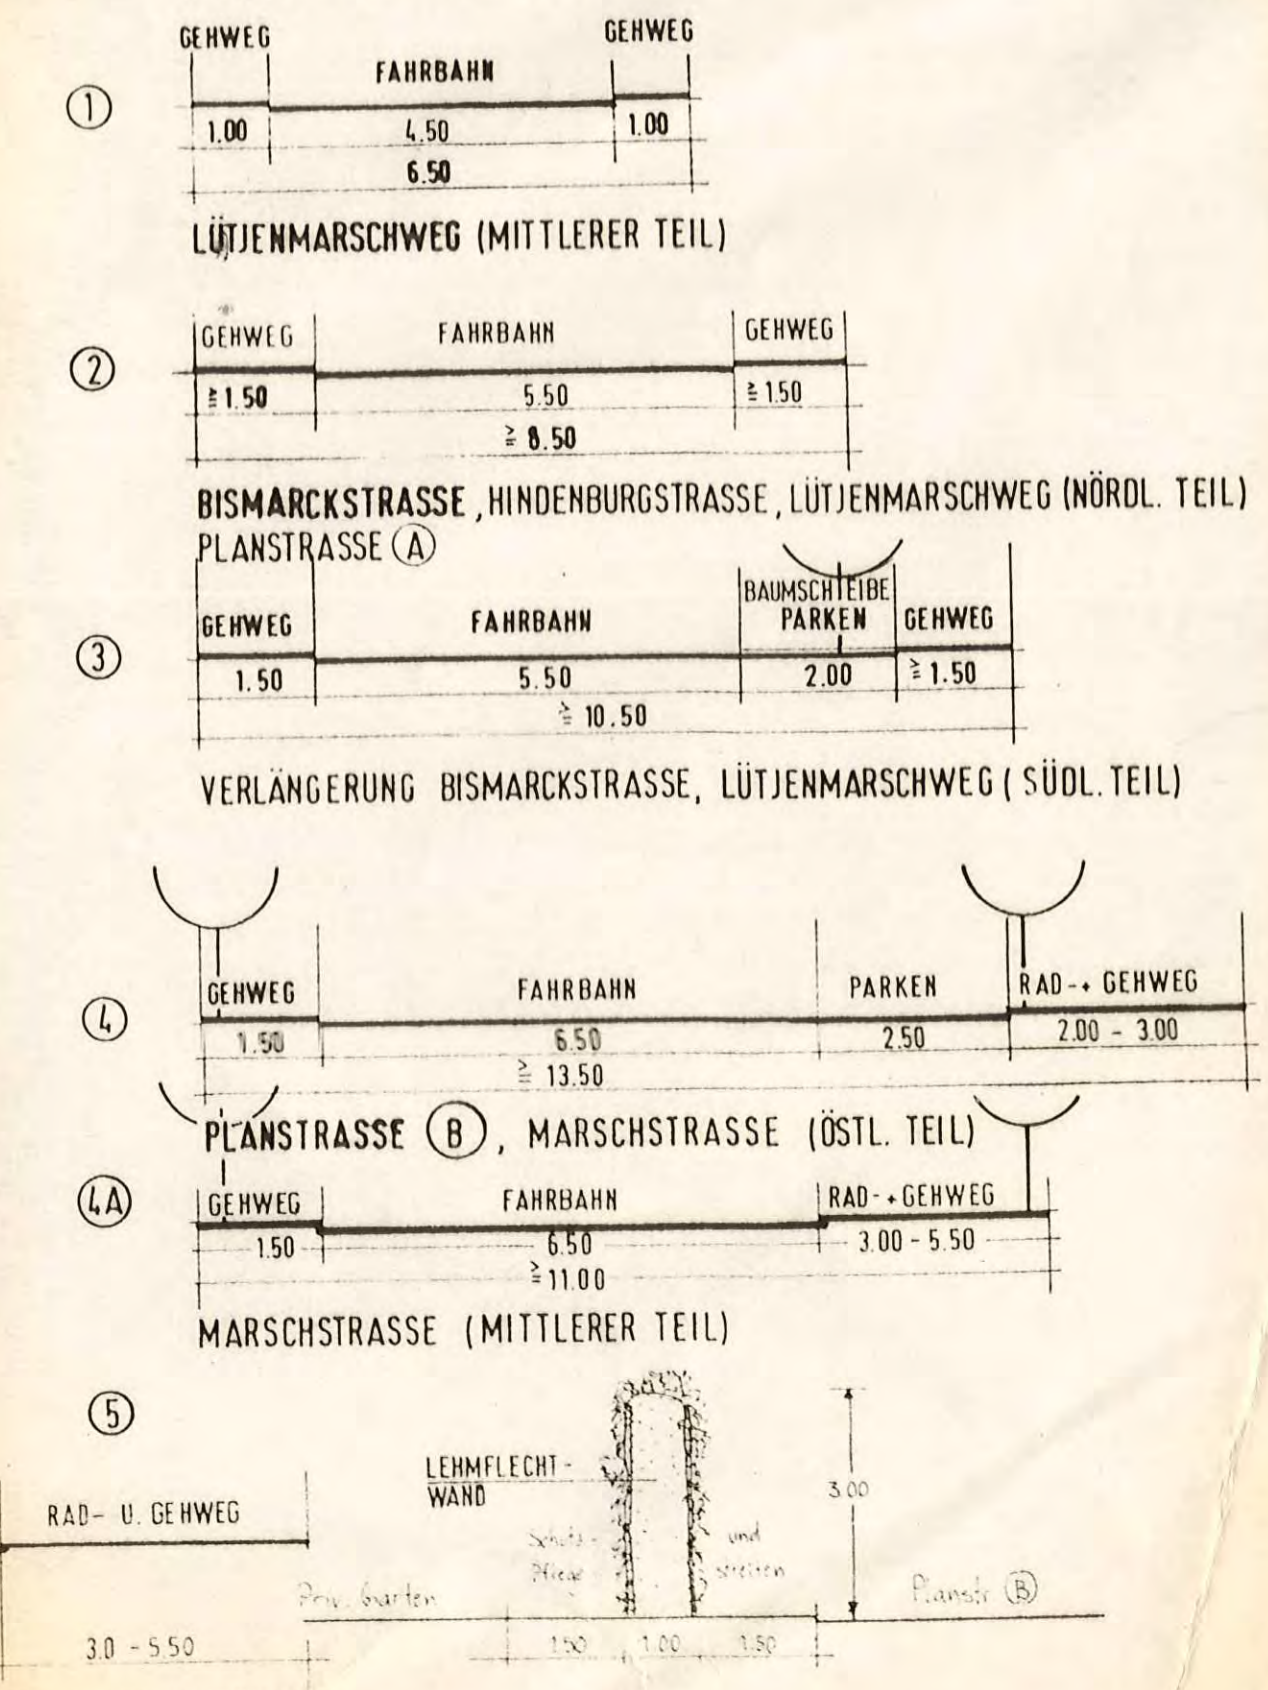 GEHWEG GEHWEG
FAHRBAHN
1
1.00 4.50 1.00
6.50
LÜTJENMARSCHWEG (MITTLERER TEIL)
GEHWEG FAHRBAHN GEHWEG
2
≧ 1.50 5.50 ≧ 1.50
≧ 8.50
BISMARCKSTRASSE, HINDENBURGSTRASSE, LÜTJENMARSCHWEG (NÖRDL. TEIL)
PLANSTRASSE A
BAUMSCHEIBE
GEHWEG FAHRBAHN PARKEN GEHWEG
3
1.50 5.50 2.00 ≧ 1.50
≧ 10.50
VERLÄNGERUNG BISMARCKSTRASSE, LÜTJENMARSCHWEG (SÜDL. TEIL)
GEHWEG FAHRBAHN PARKEN RAD-+ GEHWEG
4
1.50 6.50 2.50 2.00 - 3.00
≧ 13.50
PLANSTRASSE B, MARSCHSTRASSE (ÖSTL. TEIL)
4A
GEHWEG FAHRBAHN RAD-+GEHWEG
1.50 6.50 3.00 - 5.50
≧ 11.00
MARSCHSTRASSE (MITTLERER TEIL)
5
LEHMFLECHT-
WAND
3.00
RAD- U. GEHWEG
Schutz- und
Pflege streifen
Priv. Garten Planstr. B
3.0 - 5.50 1.50 1.00 1.50